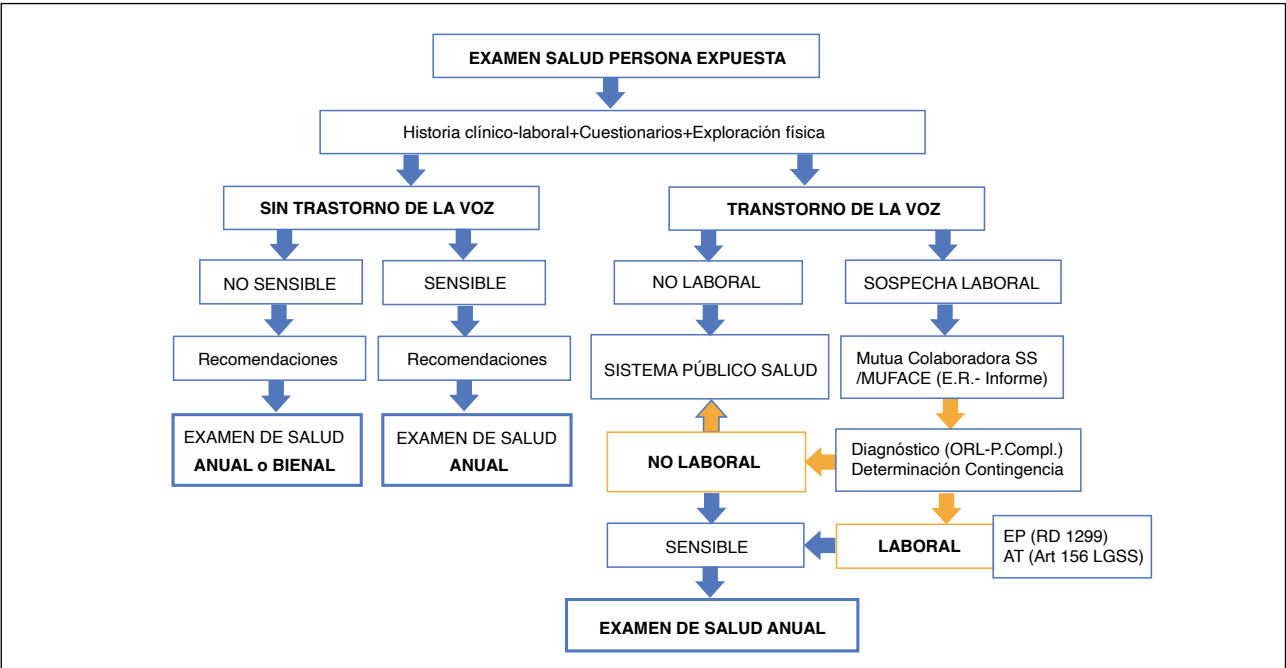 EXAMEN SALUD PERSONA EXPUESTA
Historia clínico-laboral+Cuestionarios+Exploración física
SIN TRASTORNO DE LA VOZ
TRANSTORNO DE LA VOZ
NO SENSIBLE
SENSIBLE
NO LABORAL
SOSPECHA LABORAL
Recomendaciones
Recomendaciones
SISTEMA PÚBLICO SALUD
Mutua Colaboradora SS
/MUFACE (E.R.- Informe)
EXAMEN DE SALUD
ANUAL o BIENAL
EXAMEN DE SALUD
ANUAL
NO LABORAL
Diagnóstico (ORL-P.Compl.)
Determinación Contingencia
SENSIBLE
LABORAL
EP (RD 1299)
AT (Art 156 LGSS)
EXAMEN DE SALUD ANUAL